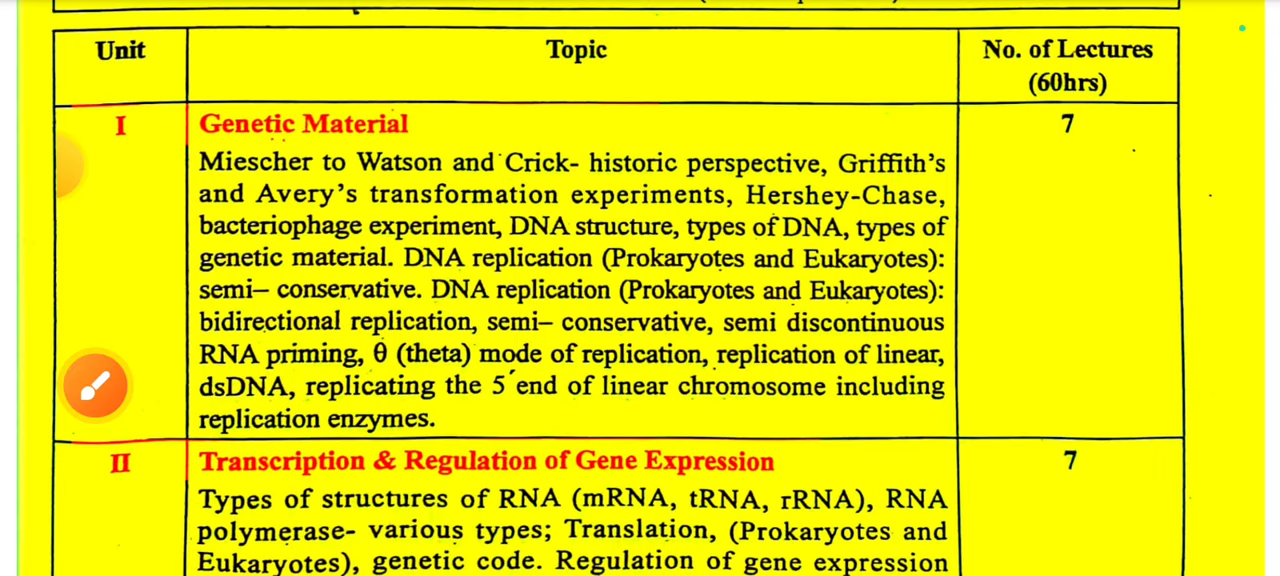 Unit
Topic
No. of Lectures
(60hrs)
I
Genetic Material
7
Miescher to Watson and Crick- historic perspective, Griffith's
and Avery's transformation experiments, Hershey-Chase,
bacteriophage experiment, DNA structure, types of DNA, types of
genetic material. DNA replication (Prokaryotes and Eukaryotes):
semi– conservative. DNA replication (Prokaryotes and Eukaryotes):
bidirectional replication, semi– conservative, semi discontinuous
RNA priming, θ (theta) mode of replication, replication of linear,
dsDNA, replicating the 5´end of linear chromosome including
replication enzymes.
II
Transcription & Regulation of Gene Expression
7
Types of structures of RNA (mRNA, tRNA, rRNA), RNA
polymerase- various types; Translation, (Prokaryotes and
Eukaryotes), genetic code. Regulation of gene expression